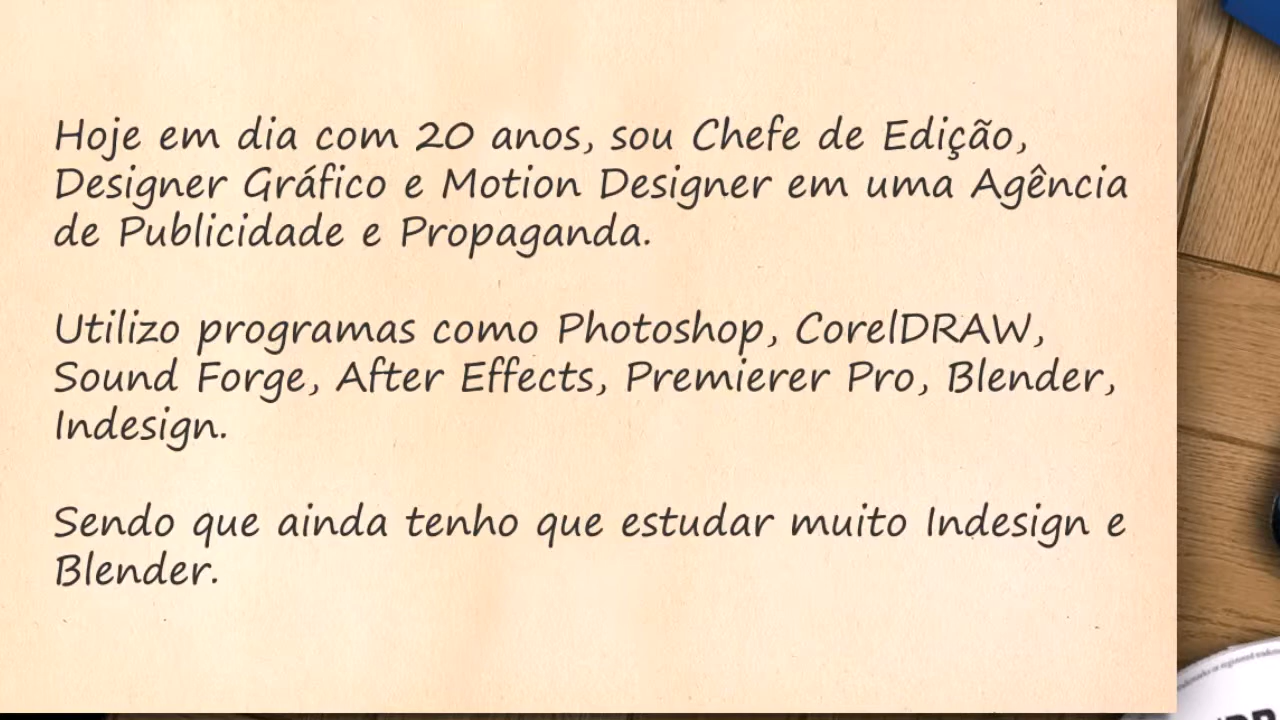 Hoje em dia com 20 anos, sou Chefe de Edição,
Designer Gráfico e Motion Designer em uma Agência
de Publicidade e Propaganda.
Utilizo programas como Photoshop, CorelDRAW,
Sound Forge, After Effects, Premierer Pro, Blender,
Indesign.
Sendo que ainda tenho que estudar muito Indesign e
Blender.